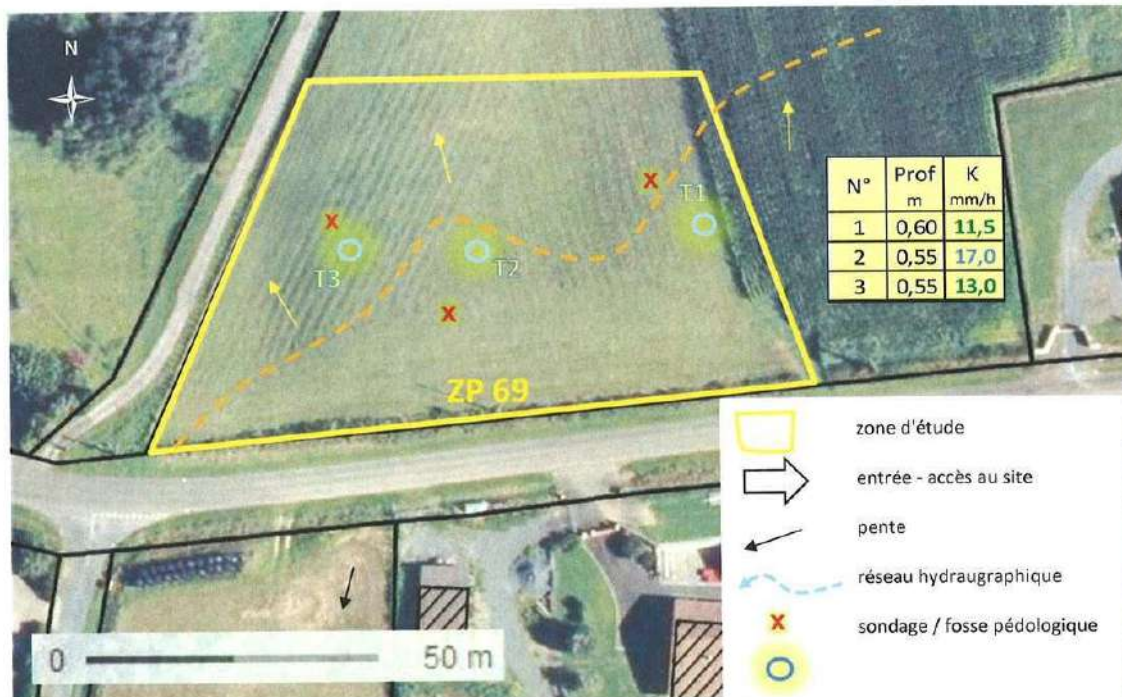 N
N° Prof m K mm/h
1 0,60 11,5
2 0,55 17,0
3 0,55 13,0
T1
T2
T3
ZP 69
zone d'étude
entrée - accès au site
pente
réseau hydraugraphique
x sondage / fosse pédologique
0 50 m